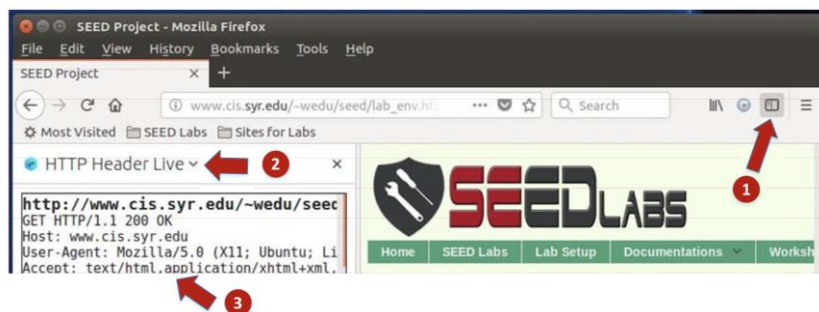 SEED Project - Mozilla Firefox
File Edit View History Bookmarks Tools Help
SEED Project × +
www.cis.syr.edu/~wedu/seed/lab_env.ht ••• Search
Most Visited SEED Labs Sites for Labs
HTTP Header Live 2 ×
1
http://www.cis.syr.edu/~wedu/seed
GET HTTP/1.1 200 OK
Host: www.cis.syr.edu
User-Agent: Mozilla/5.0 (X11; Ubuntu; Li
Accept: text/html,application/xhtml+xml,
3
SEEDLABS
Home SEED Labs Lab Setup Documentations Worksh